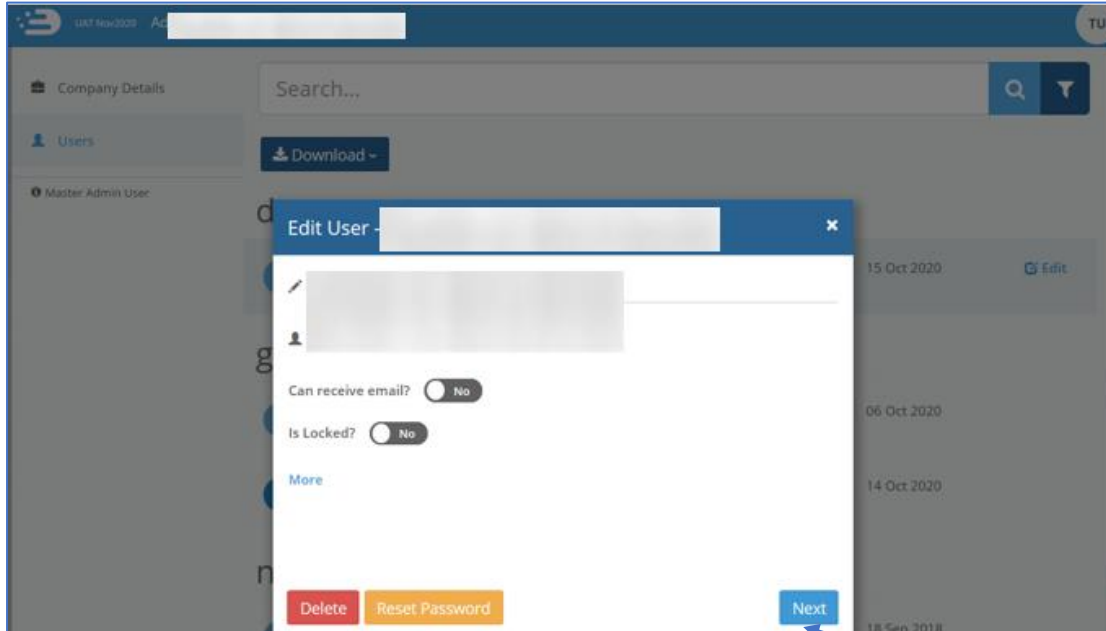 UAT Nov2020 Ad
TU
Company Details
Search...
Users
Download
Master Admin User
d
Edit User -
×
15 Oct 2020
Edit
g
Can receive email? No
06 Oct 2020
Is Locked? No
More
14 Oct 2020
n
Delete Reset Password Next
18 Sep 2018